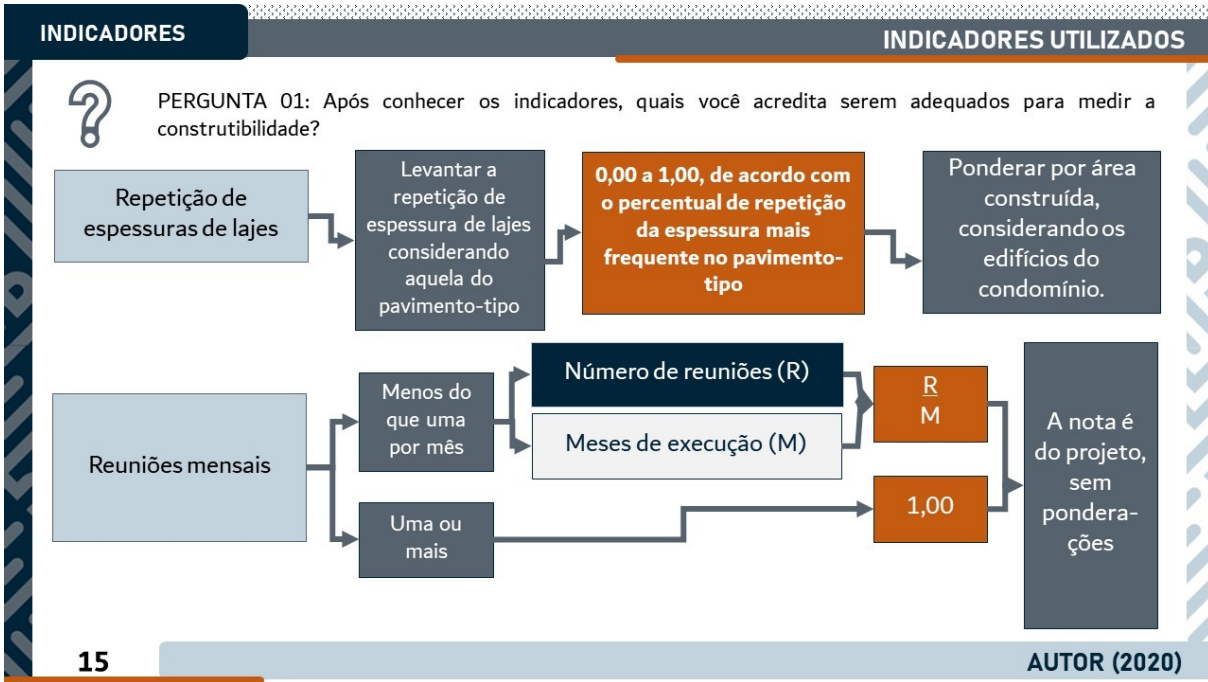 INDICADORES
INDICADORES UTILIZADOS
PERGUNTA 01: Após conhecer os indicadores, quais você acredita serem adequados para medir a
construtibilidade?
Repetição de
espessuras de lajes
Levantar a
repetição de
espessura de lajes
considerando
aquela do
pavimento-tipo
0,00 a 1,00, de acordo com
o percentual de repetição
da espessura mais
frequente no pavimento-
tipo
Ponderar por área
construída,
considerando os
edifícios do
condomínio.
Reuniões mensais
Menos do
que uma
por mês
Número de reuniões (R)
Meses de execução (M)
R
M
Uma ou
mais
1,00
A nota é
do projeto,
sem
pondera-
ções
15
AUTOR (2020)